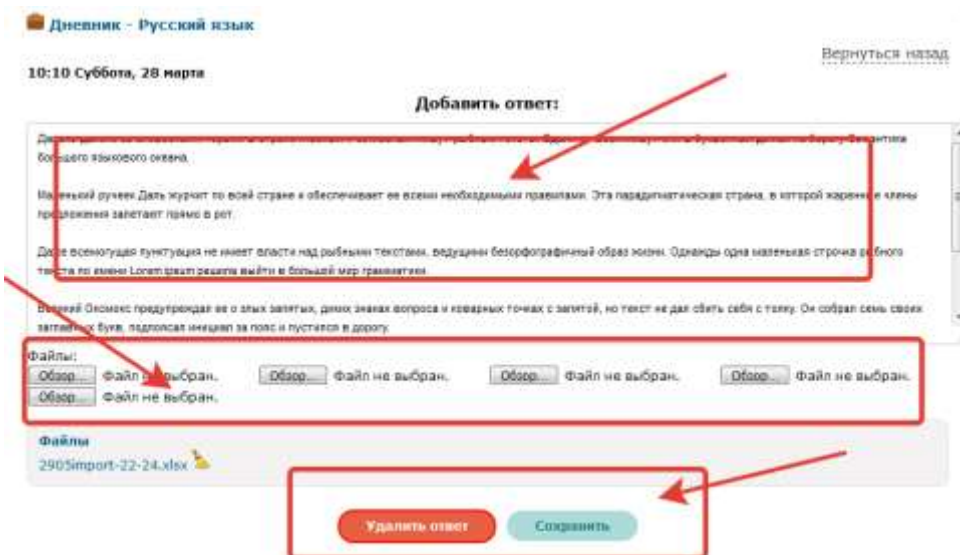 Дневник - Русский язык
Вернуться назад
10:10 Суббота, 28 марта
Добавить ответ:
большого языкового океана.
Маленький ручеек Даль журчит по всей стране и обеспечивает ее всеми необходимыми правилами. Эта парадигматическая страна, в которой жаренные члены
предложения залетают прямо в рот.
Даже всемогущая пунктуация не имеет власти над рыбными текстами, ведущими безорфографичный образ жизни. Однажды одна маленькая строчка рыбного
текста по имени Lorem ipsum решила выйти в большой мир грамматики.
Великий Оксмокс предупреждал ее о злых запятых, диких знаках вопроса и коварных точках с запятой, но текст не дал сбить себя с толку. Он собрал семь своих
заглавных букв, подпоясал инициал за пояс и пустился в дорогу.
Файлы:
Обзор... Файл не выбран. Обзор... Файл не выбран. Обзор... Файл не выбран. Обзор... Файл не выбран.
Обзор... Файл не выбран.
Файлы
2905import-22-24.xlsx
Удалить ответ Сохранить